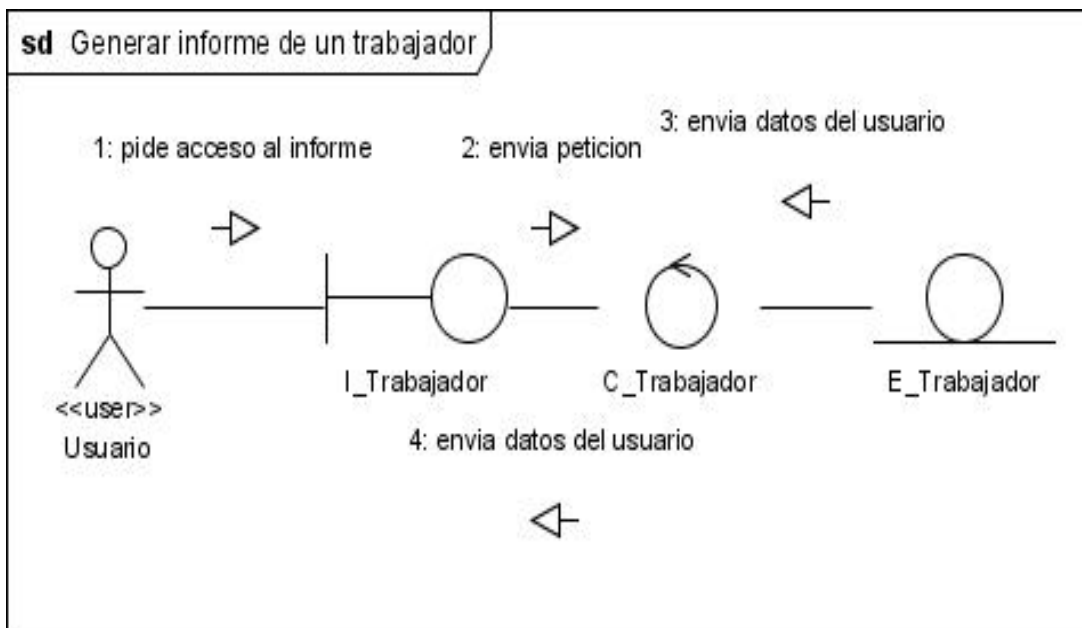 sd Generar informe de un trabajador
1: pide acceso al informe
2: envia peticion
3: envia datos del usuario
I_Trabajador
C_Trabajador
E_Trabajador
<<user>>
Usuario
4: envia datos del usuario